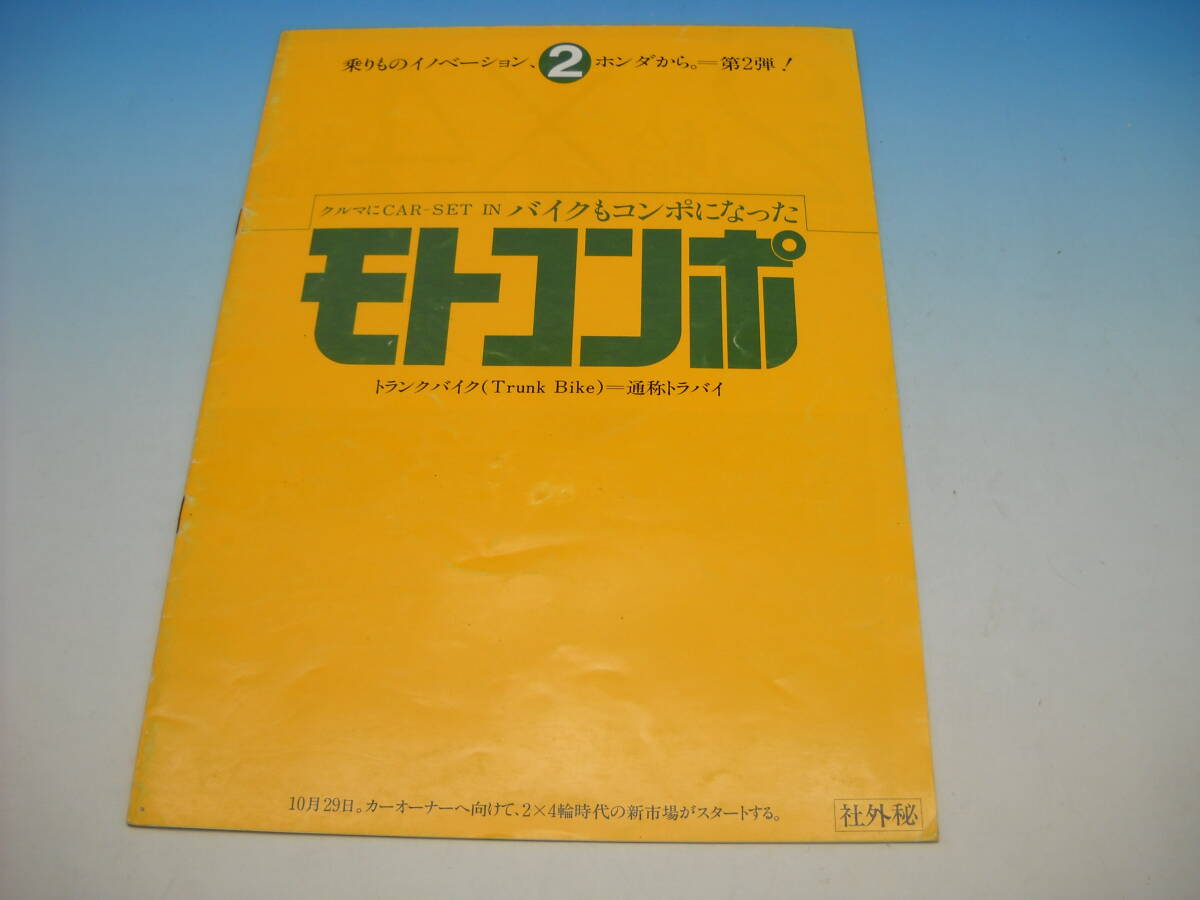 乗りものイノベーション、2 ホンダから。=第2弾!
クルマにCAR-SET IN バイクもコンポになった
モトコンポ
トランクバイク(Trunk Bike)=通称トラバイ
10月29日。カーオーナーへ向けて、2×4輪時代の新市場がスタートする。
社外秘